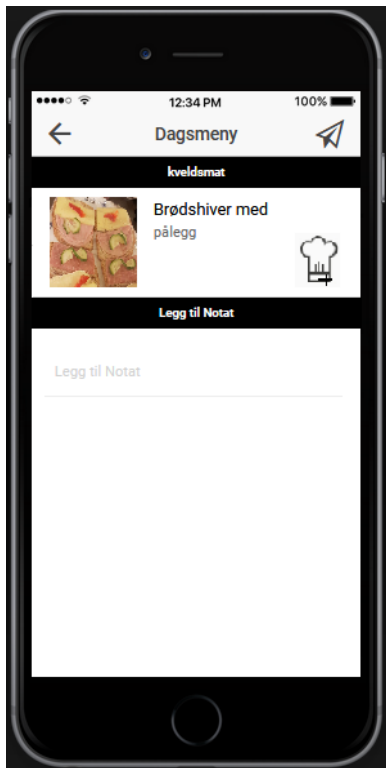 12:34 PM
100%
Dagsmeny
kveldsmat
Brødshiver med
pålegg
Legg til Notat
Legg til Notat